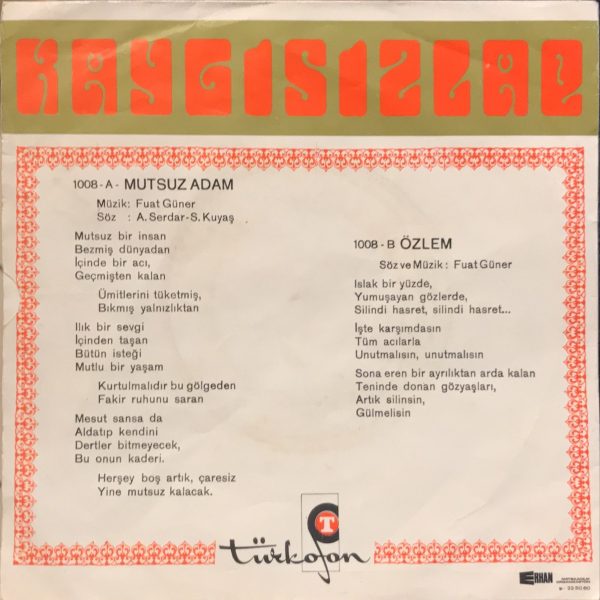 KAYGISIZLAR
1008-A- MUTSUZ ADAM
Müzik: Fuat Güner
Söz : A. Serdar-S. Kuyaş
Mutsuz bir insan
Bezmiş dünyadan
İçinde bir acı,
Geçmişten kalan
Ümitlerini tüketmiş,
Bıkmış yalnızlıktan
Ilık bir sevgi
İçinden taşan
Bütün isteği
Mutlu bir yaşam
Kurtulmalıdır bu gölgeden
Fakir ruhunu saran
Mesut sansa da
Aldatıp kendini
Dertler bitmeyecek,
Bu onun kaderi.
Herşey boş artık, çaresiz
Yine mutsuz kalacak.
1008-B ÖZLEM
Söz ve Müzik: Fuat Güner
Islak bir yüzde,
Yumuşayan gözlerde,
Silindi hasret, silindi hasret...
İşte karşımdasın
Tüm acılarla
Unutmalısın, unutmalısın
Sona eren bir ayrılıktan arda kalan
Teninde donan gözyaşları,
Artık silinsin,
Gülmelisin
T
türkofon
ERHAN